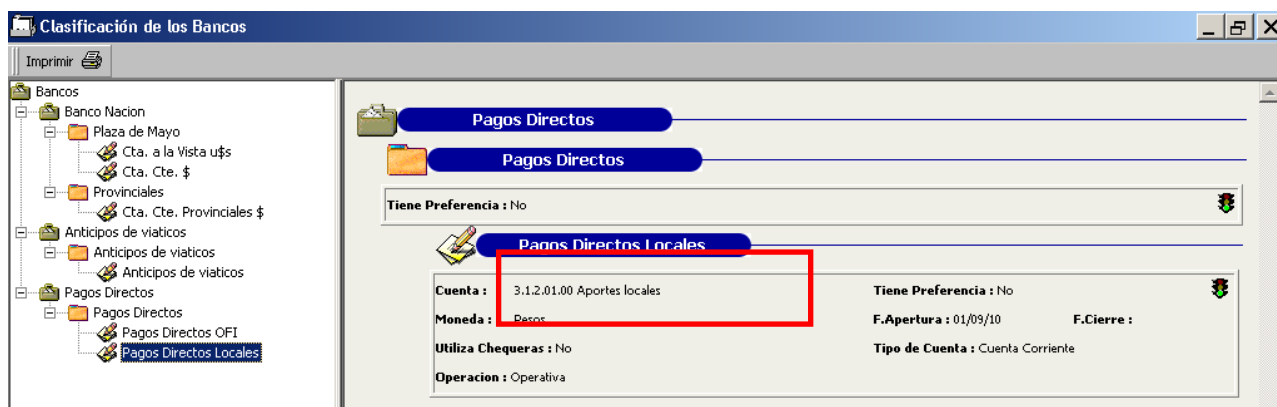 Clasificación de los Bancos
Imprimir
Bancos
Banco Nacion
Plaza de Mayo
Cta. a la Vista u$s
Cta. Cte. $
Provinciales
Cta. Cte. Provinciales $
Anticipos de viaticos
Anticipos de viaticos
Anticipos de viaticos
Pagos Directos
Pagos Directos
Pagos Directos OFI
Pagos Directos Locales
Pagos Directos
Pagos Directos
Tiene Preferencia : No
Pagos Directos Locales
Cuenta : 3.1.2.01.00 Aportes locales Tiene Preferencia : No
Moneda : Pesos F.Apertura : 01/09/10 F.Cierre :
Utiliza Chequeras : No Tipo de Cuenta : Cuenta Corriente
Operacion : Operativa